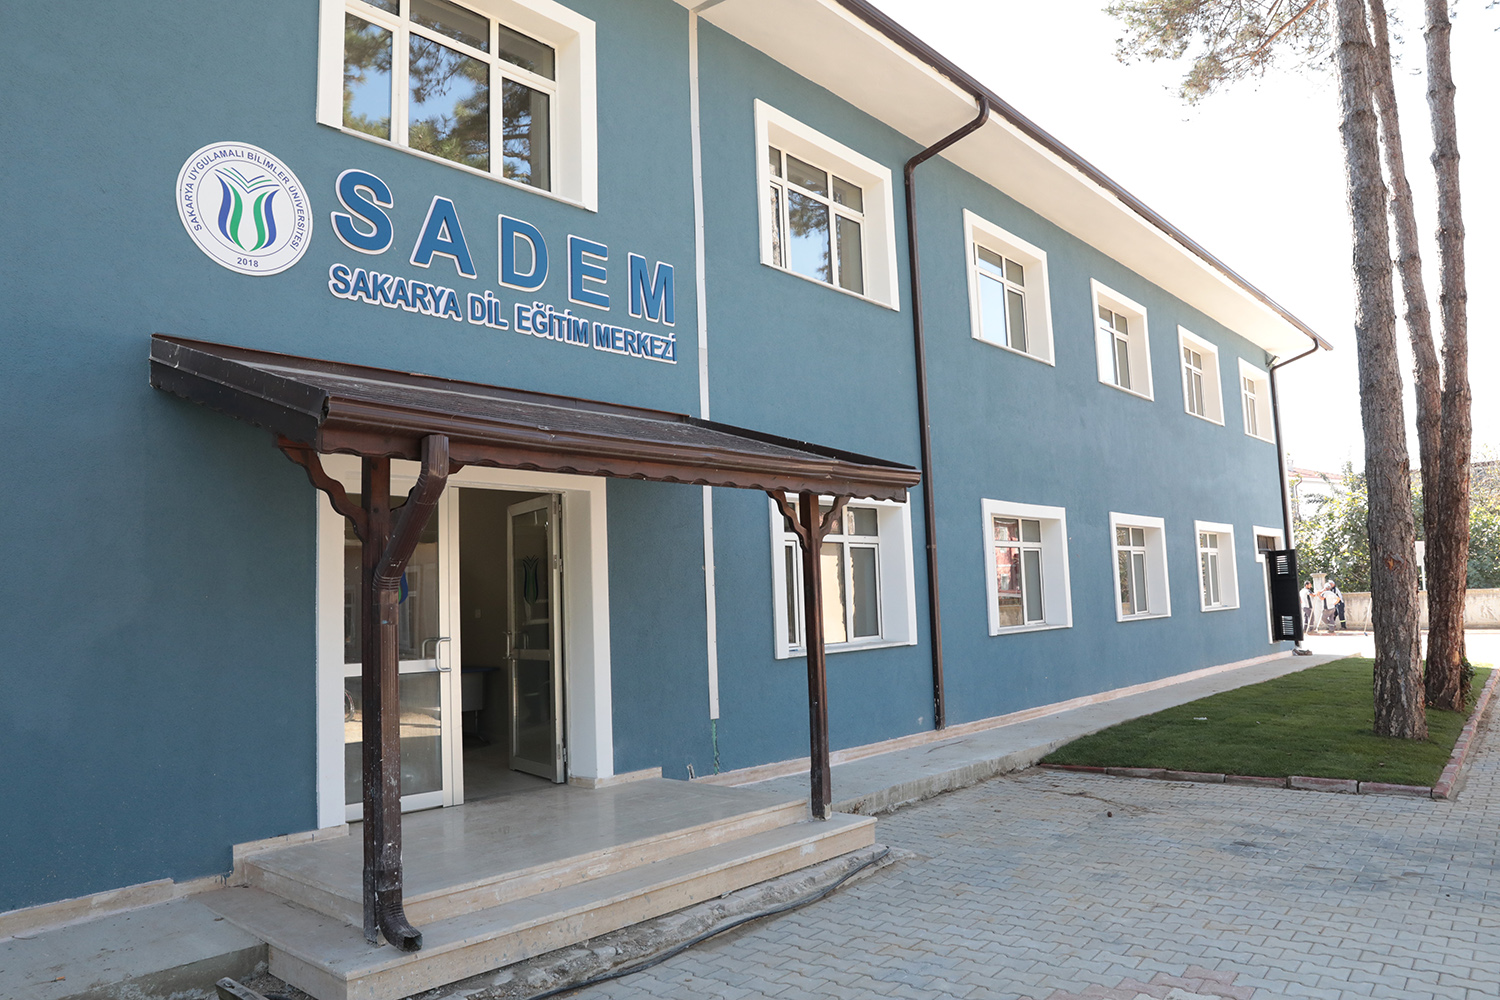 SAKARYA UYGULAMALI BİLİMLER ÜNİVERSİTESİ
2018
SADEM
SAKARYA DİL EĞİTİM MERKEZİ